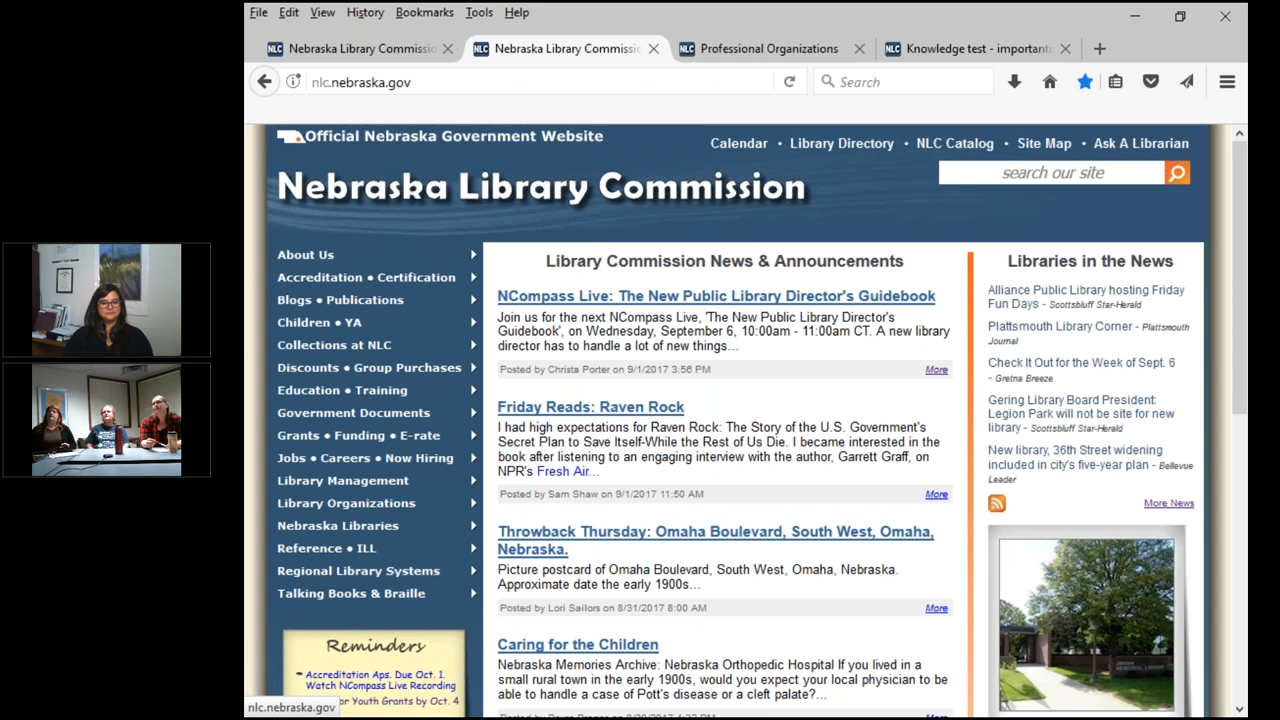 File Edit View History Bookmarks Tools Help
Nebraska Library Commissio
Nebraska Library Commissio
Professional Organizations
Knowledge test - importanti
nlc.nebraska.gov
Search
Official Nebraska Government Website
Calendar • Library Directory • NLC Catalog • Site Map • Ask A Librarian
Nebraska Library Commission
search our site
About Us
Accreditation • Certification
Blogs • Publications
Children • YA
Collections at NLC
Discounts • Group Purchases
Education • Training
Government Documents
Grants • Funding • E-rate
Jobs • Careers • Now Hiring
Library Management
Library Organizations
Nebraska Libraries
Reference • ILL
Regional Library Systems
Talking Books & Braille
Reminders
Accreditation Aps. Due Oct. 1.
Watch NCompass Live Recording
or Youth Grants by Oct. 4
nlc.nebraska.gov
Library Commission News & Announcements
NCompass Live: The New Public Library Director's Guidebook
Join us for the next NCompass Live, 'The New Public Library Director's
Guidebook', on Wednesday, September 6, 10:00am - 11:00am CT. A new library
director has to handle a lot of new things…
Posted by Christa Porter on 9/1/2017 3:56 PM
More
Friday Reads: Raven Rock
I had high expectations for Raven Rock: The Story of the U.S. Government's
Secret Plan to Save Itself-While the Rest of Us Die. I became interested in the
book after listening to an engaging interview with the author, Garrett Graff, on
NPR's Fresh Air…
Posted by Sam Shaw on 9/1/2017 11:50 AM
More
Throwback Thursday: Omaha Boulevard, South West, Omaha,
Nebraska.
Picture postcard of Omaha Boulevard, South West, Omaha, Nebraska.
Approximate date the early 1900s…
Posted by Lori Sailors on 8/31/2017 8:00 AM
More
Caring for the Children
Nebraska Memories Archive: Nebraska Orthopedic Hospital If you lived in a
small rural town in the early 1900s, would you expect your local physician to be
able to handle a case of Pott's disease or a cleft palate?…
Libraries in the News
Alliance Public Library hosting Friday
Fun Days - Scottsbluff Star-Herald
Plattsmouth Library Corner - Plattsmouth
Journal
Check It Out for the Week of Sept. 6
- Gretna Breeze
Gering Library Board President:
Legion Park will not be site for new
library - Scottsbluff Star-Herald
New library, 36th Street widening
included in city's five-year plan - Bellevue
Leader
More News